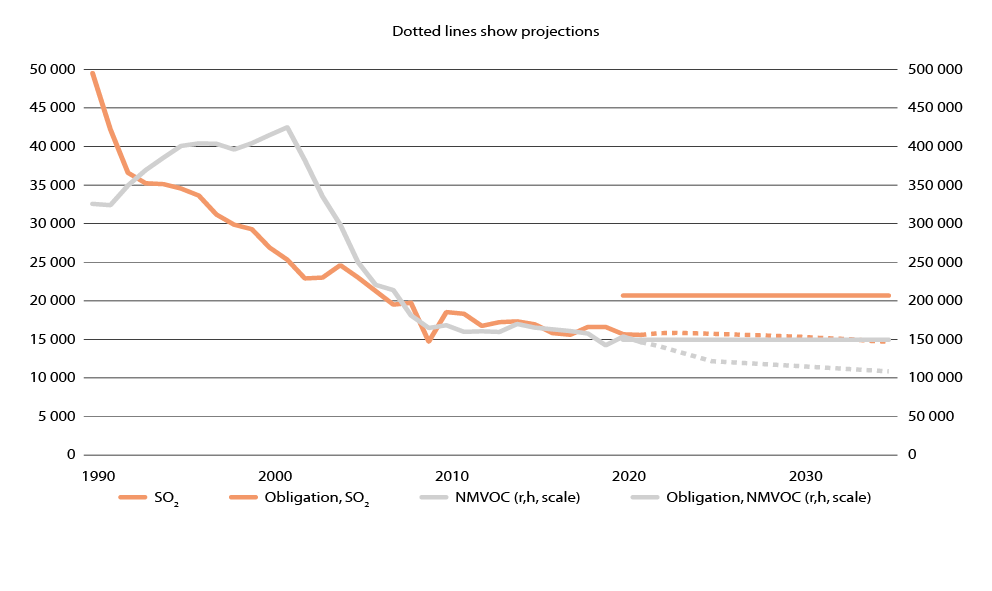 Dotted lines show projections
50 000 500 000
45 000 450 000
40 000 400 000
35 000 350 000
30 000 300 000
25 000 250 000
20 000 200 000
15 000 150 000
10 000 100 000
5 000 50 000
0 0
1990 2000 2010 2020 2030
SO₂ Obligation, SO₂ NMVOC (r,h, scale) Obligation, NMVOC (r,h, scale)